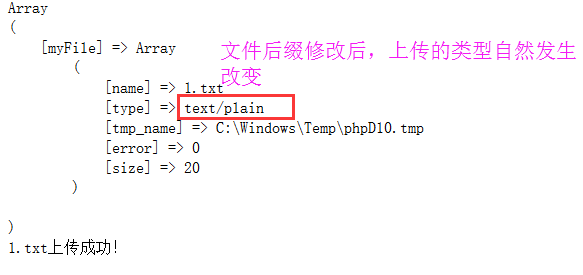 Array
(
[myFile] => Array
文件后缀修改后，上传的类型自然发生
改变
(
[name] => 1.txt
[type] => text/plain
[tmp_name] => C:\Windows\Temp\phpD10.tmp
[error] => 0
[size] => 20
)
)
1.txt上传成功!